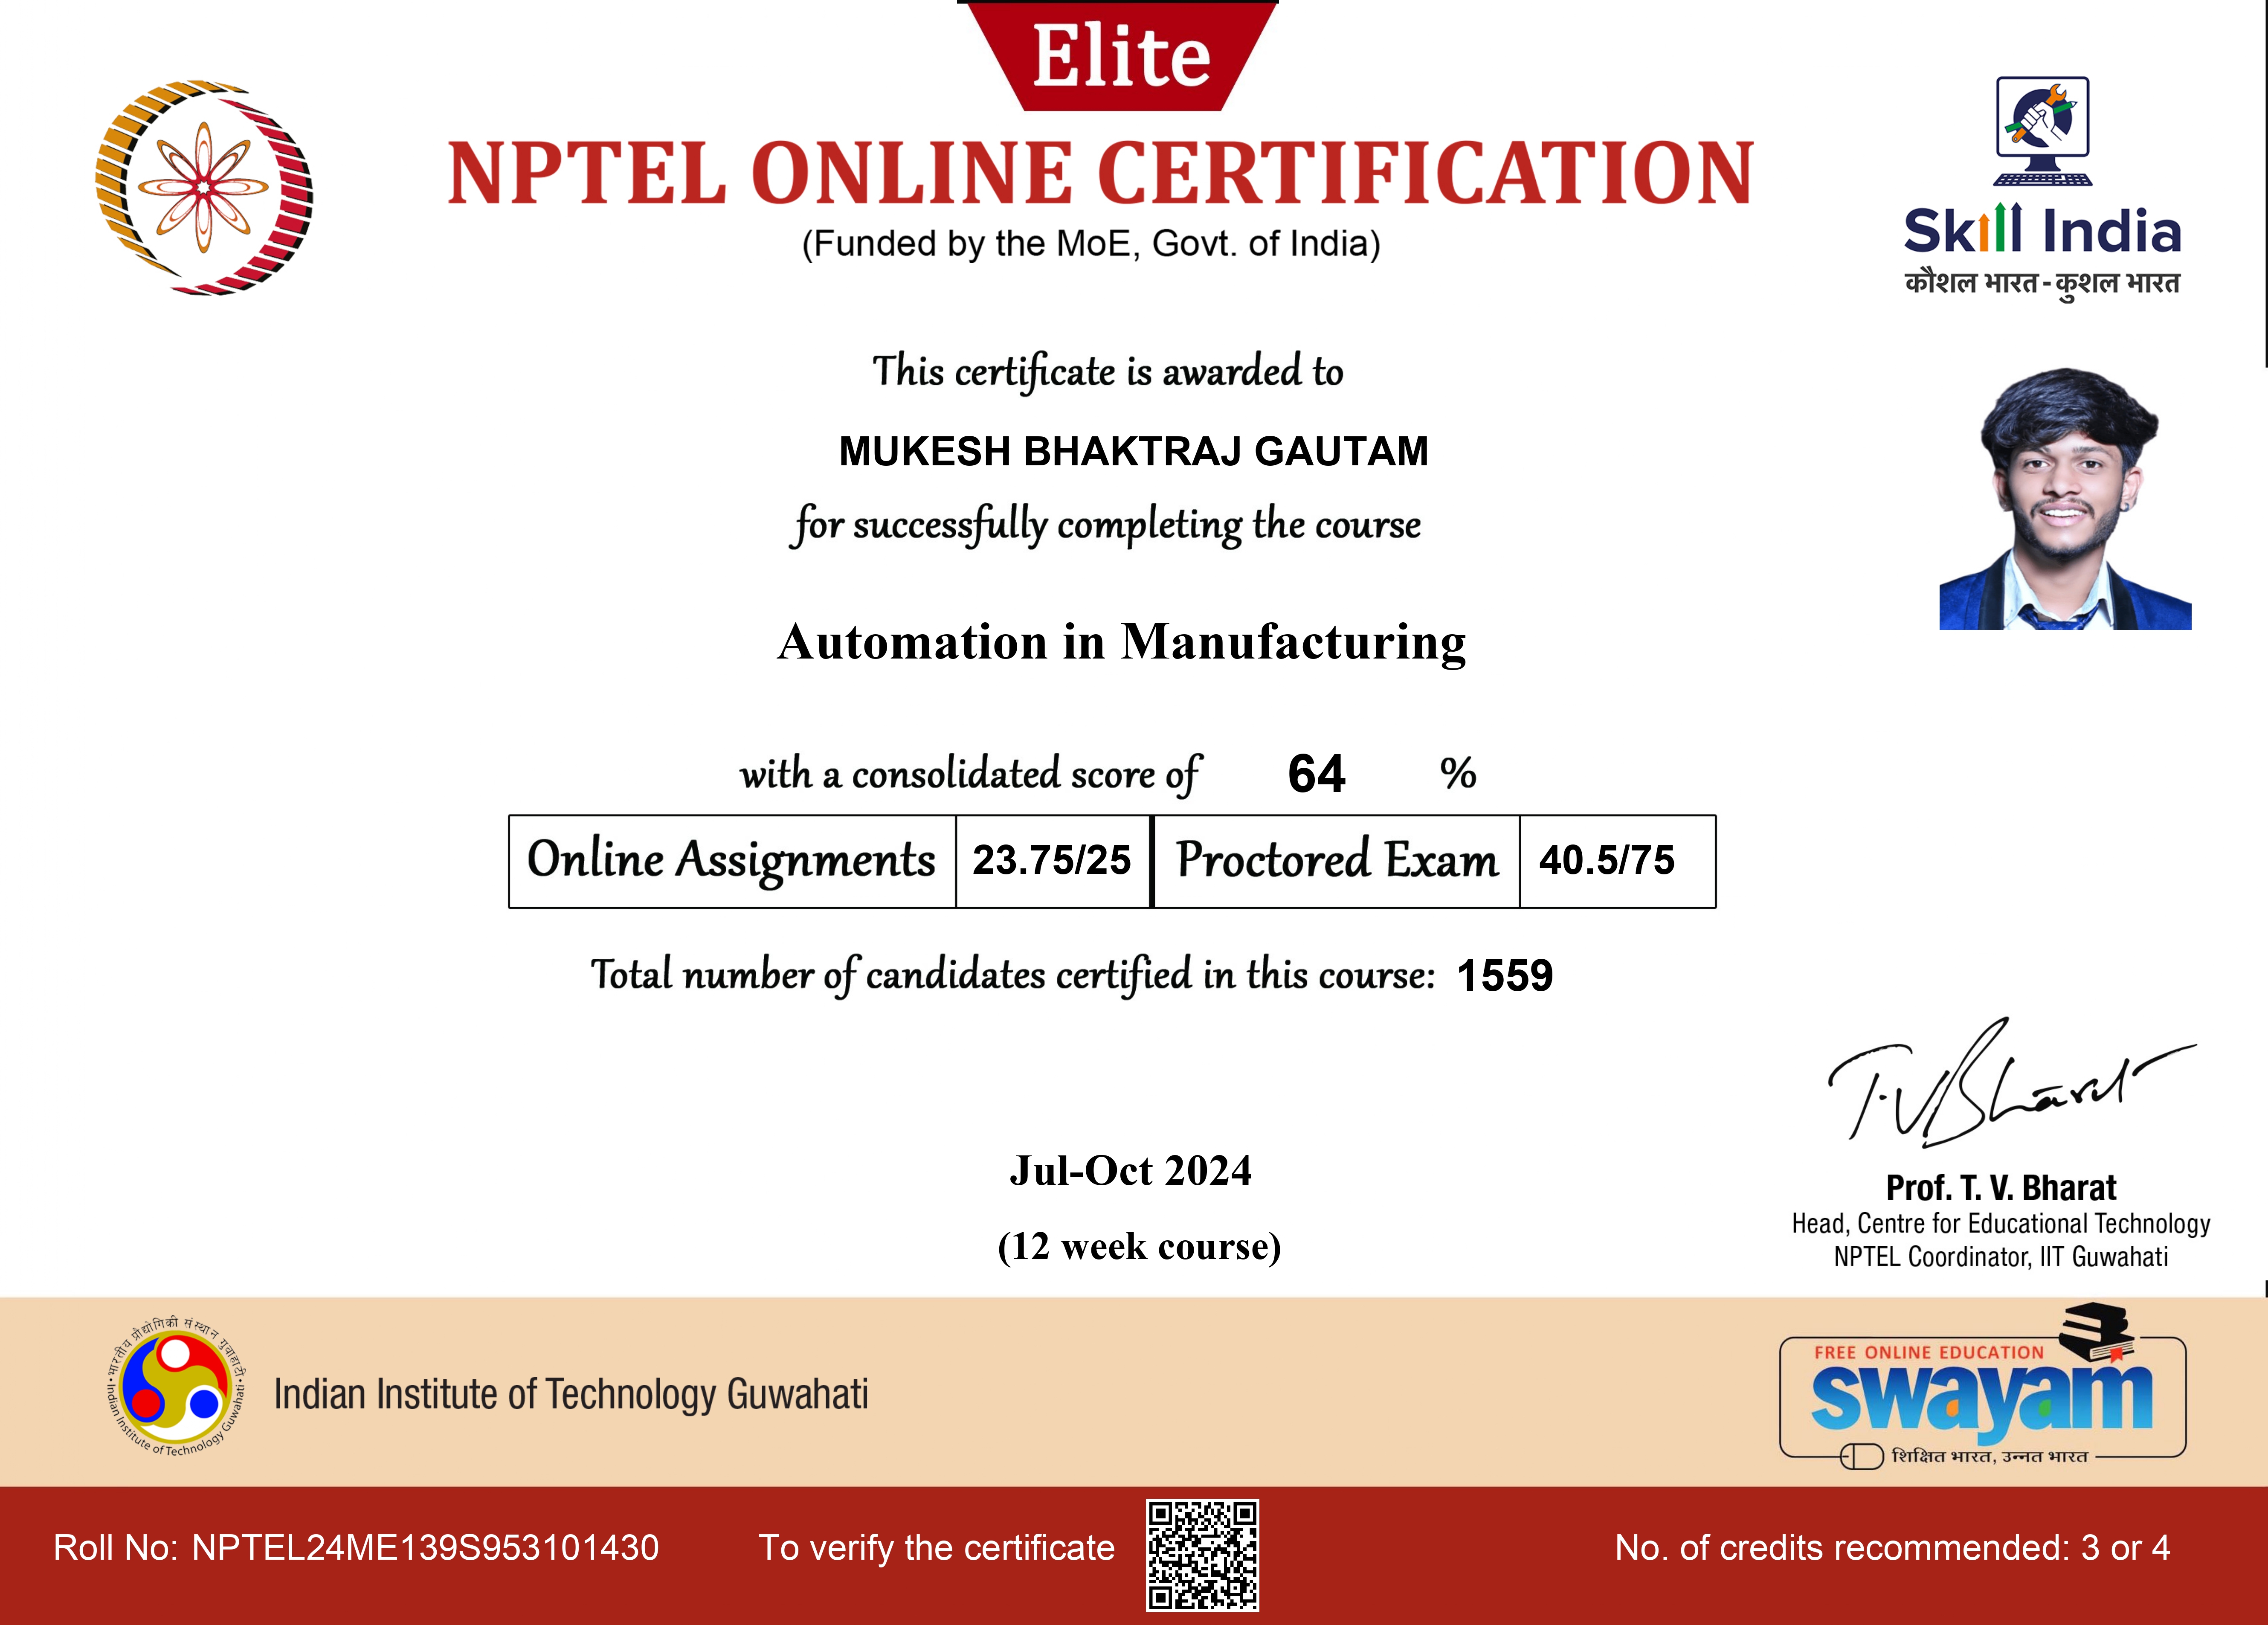 Elite
NPTEL ONLINE CERTIFICATION
(Funded by the MoE, Govt. of India)
Skill India
कौशल भारत - कुशल भारत
This certificate is awarded to
MUKESH BHAKTRAJ GAUTAM
for successfully completing the course
Automation in Manufacturing
with a consolidated score of 64 %
Online Assignments 23.75/25 Proctored Exam 40.5/75
Total number of candidates certified in this course: 1559
T.V.Bharat
Jul-Oct 2024
(12 week course)
Prof. T. V. Bharat
Head, Centre for Educational Technology
NPTEL Coordinator, IIT Guwahati
भारतीय प्रौद्योगिकी संस्थान गुवाहाटी
Indian Institute of Technology Guwahati
Indian Institute of Technology Guwahati
FREE ONLINE EDUCATION
swayam
शिक्षित भारत, उन्नत भारत
Roll No: NPTEL24ME139S953101430
To verify the certificate
No. of credits recommended: 3 or 4